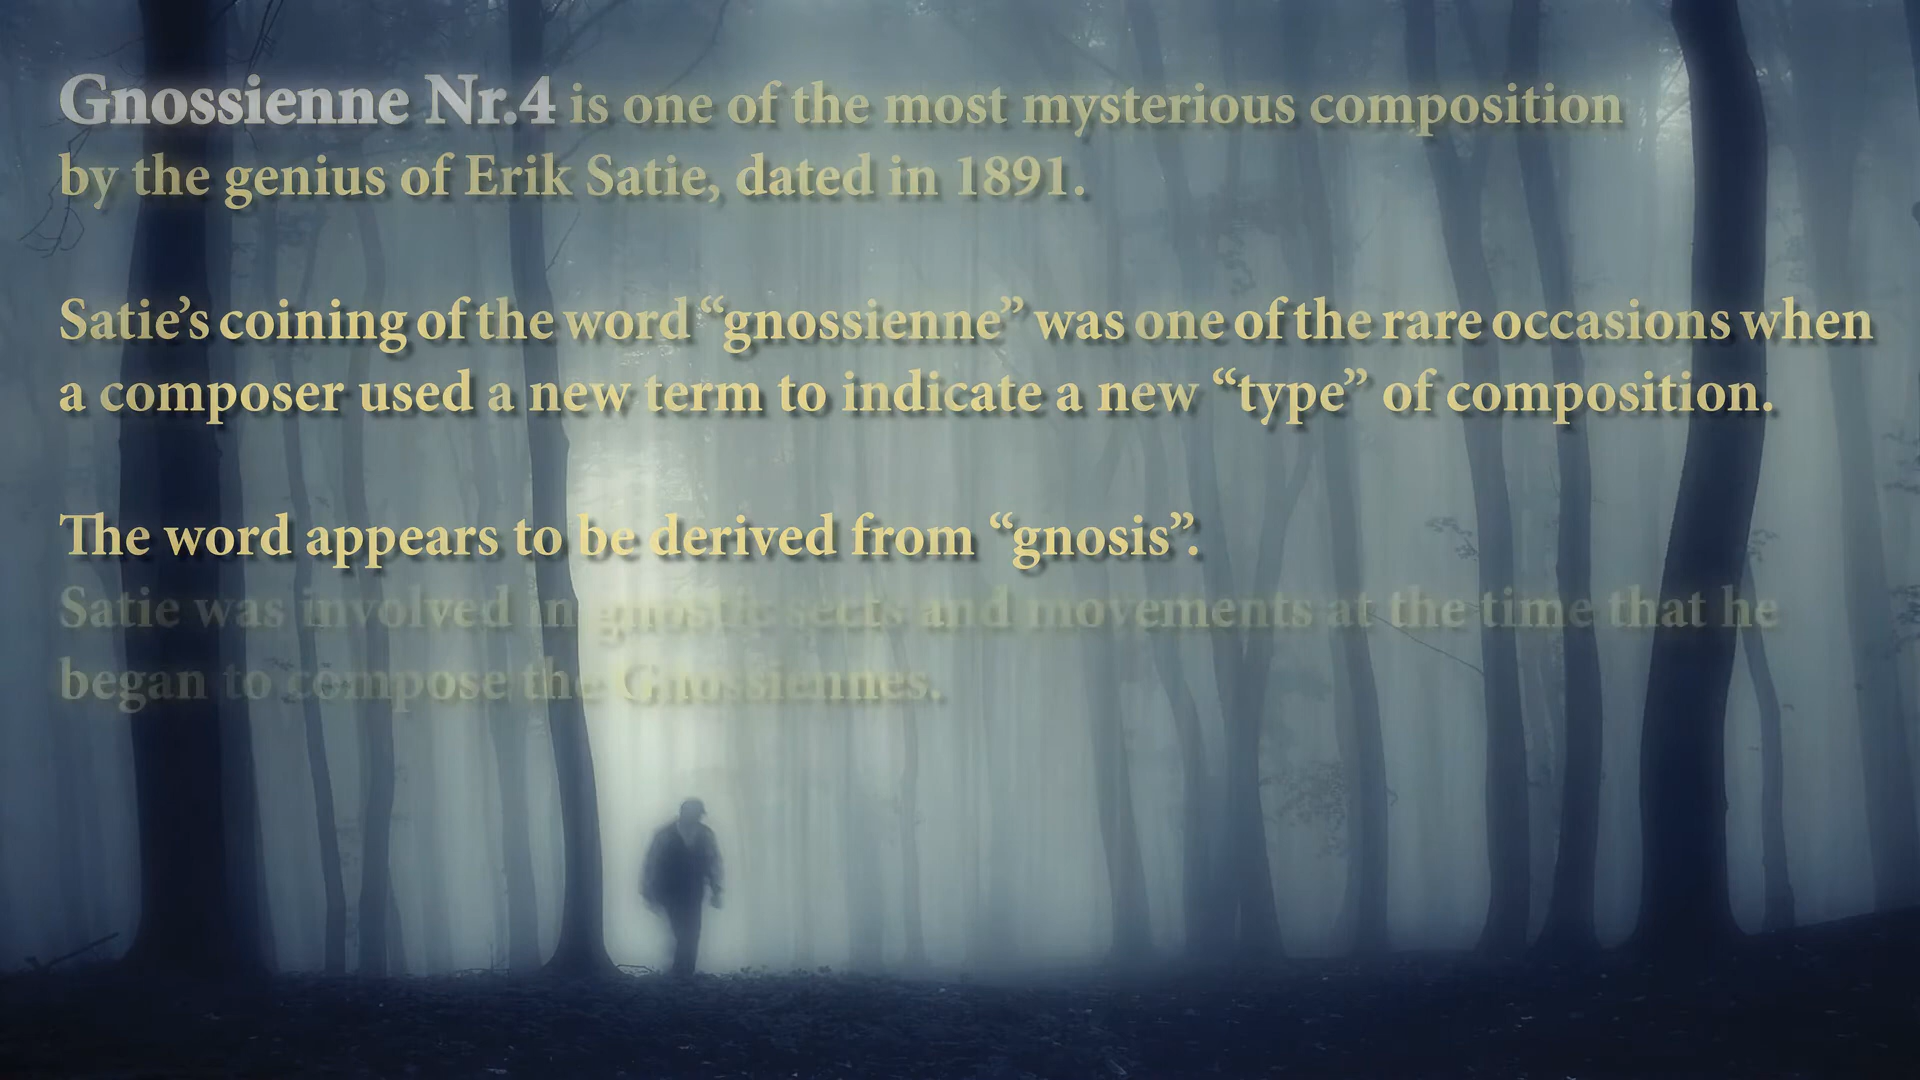 Gnossienne Nr.4 is one of the most mysterious composition
by the genius of Erik Satie, dated in 1891.
Satie’s coining of the word “gnossienne” was one of the rare occasions when
a composer used a new term to indicate a new “type” of composition.
The word appears to be derived from “gnosis”.
Satie was involved in gnostic sects and movements at the time that he
began to compose the Gnossiennes.